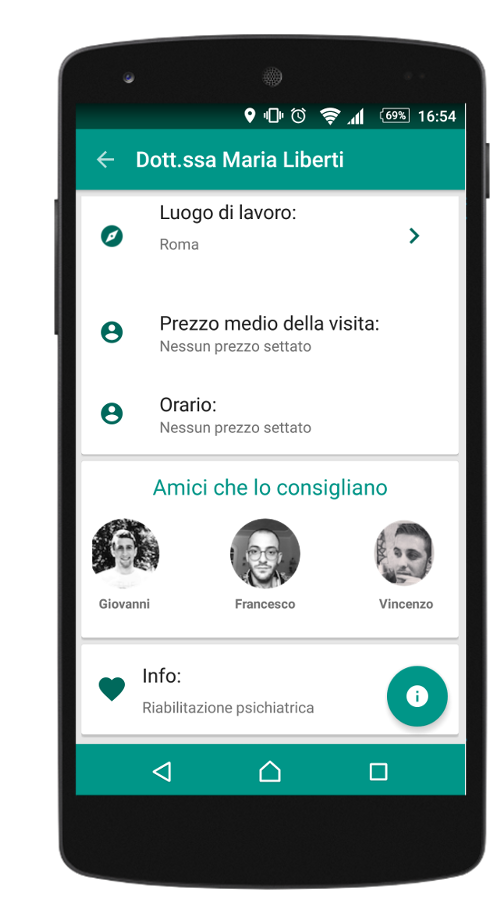 69% 16:54
Dott.ssa Maria Liberti
Luogo di lavoro:
Roma
Prezzo medio della visita:
Nessun prezzo settato
Orario:
Nessun prezzo settato
Amici che lo consigliano
Giovanni Francesco Vincenzo
Info:
Riabilitazione psichiatrica